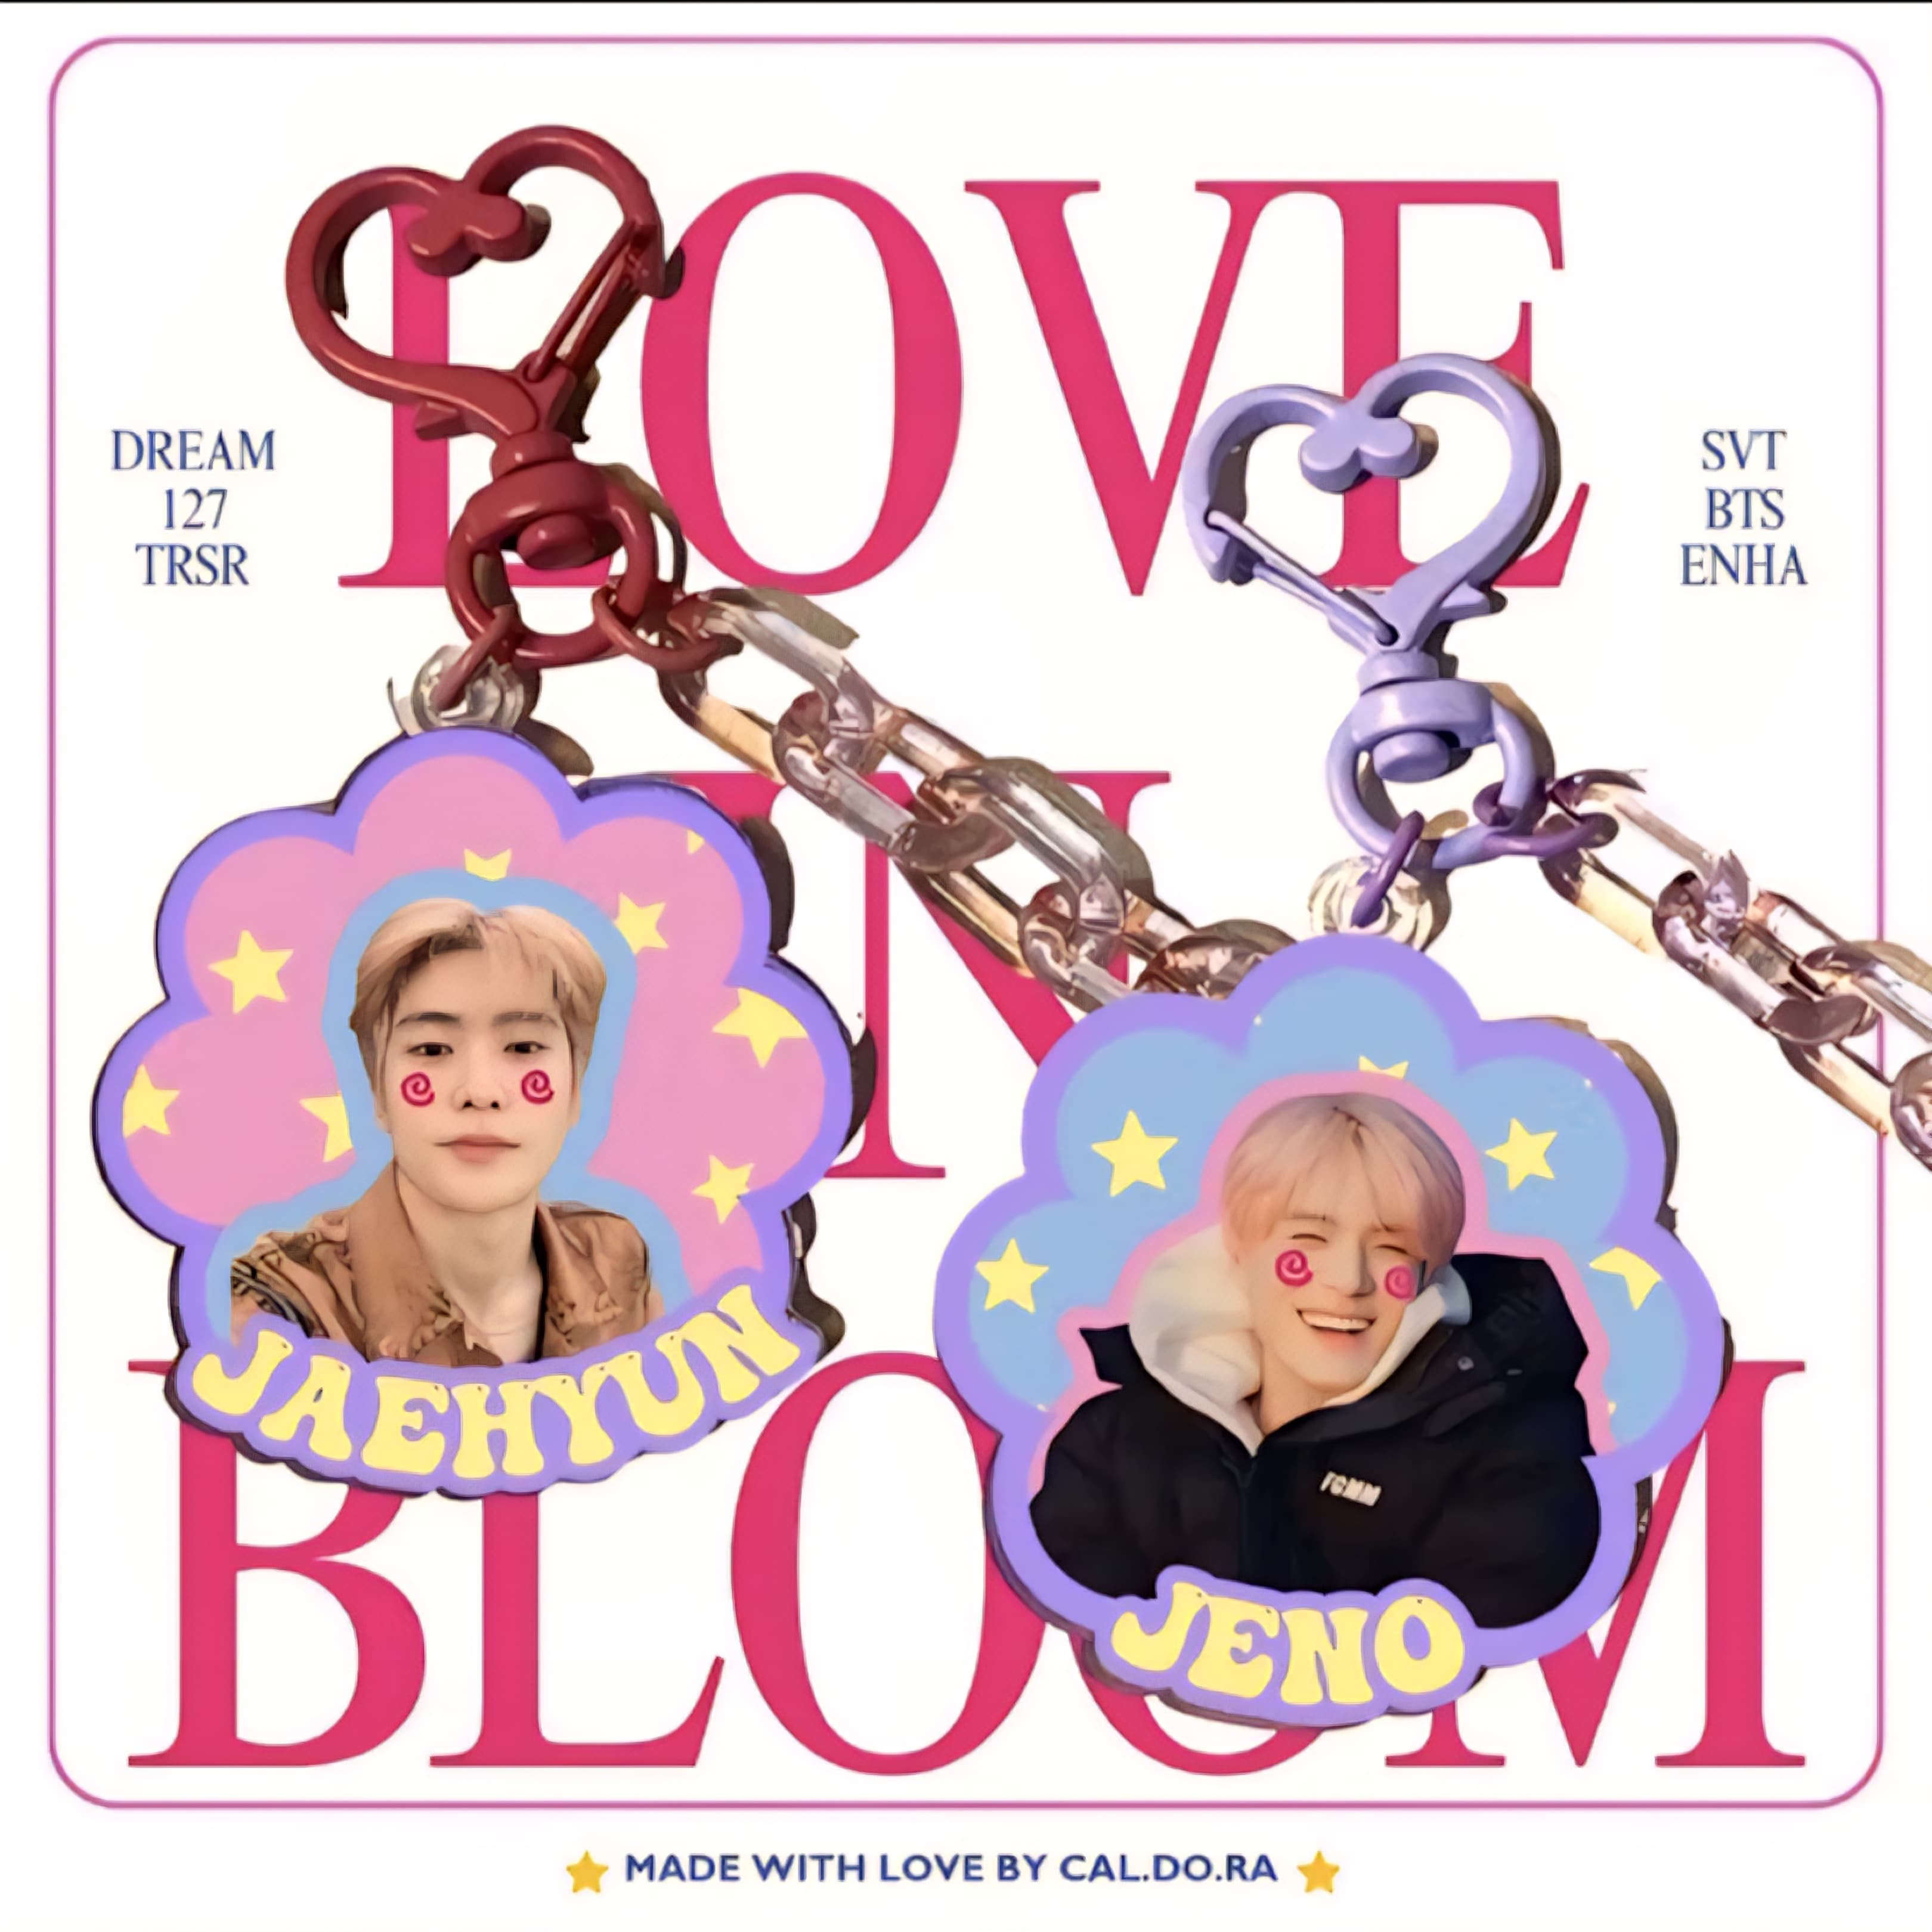 LOVE
DREAM
127
TRSR
SVT
BTS
ENHA
IN
BLOOM
JAEHYUN
JENO
★ MADE WITH LOVE BY CAL.DO.RA ★